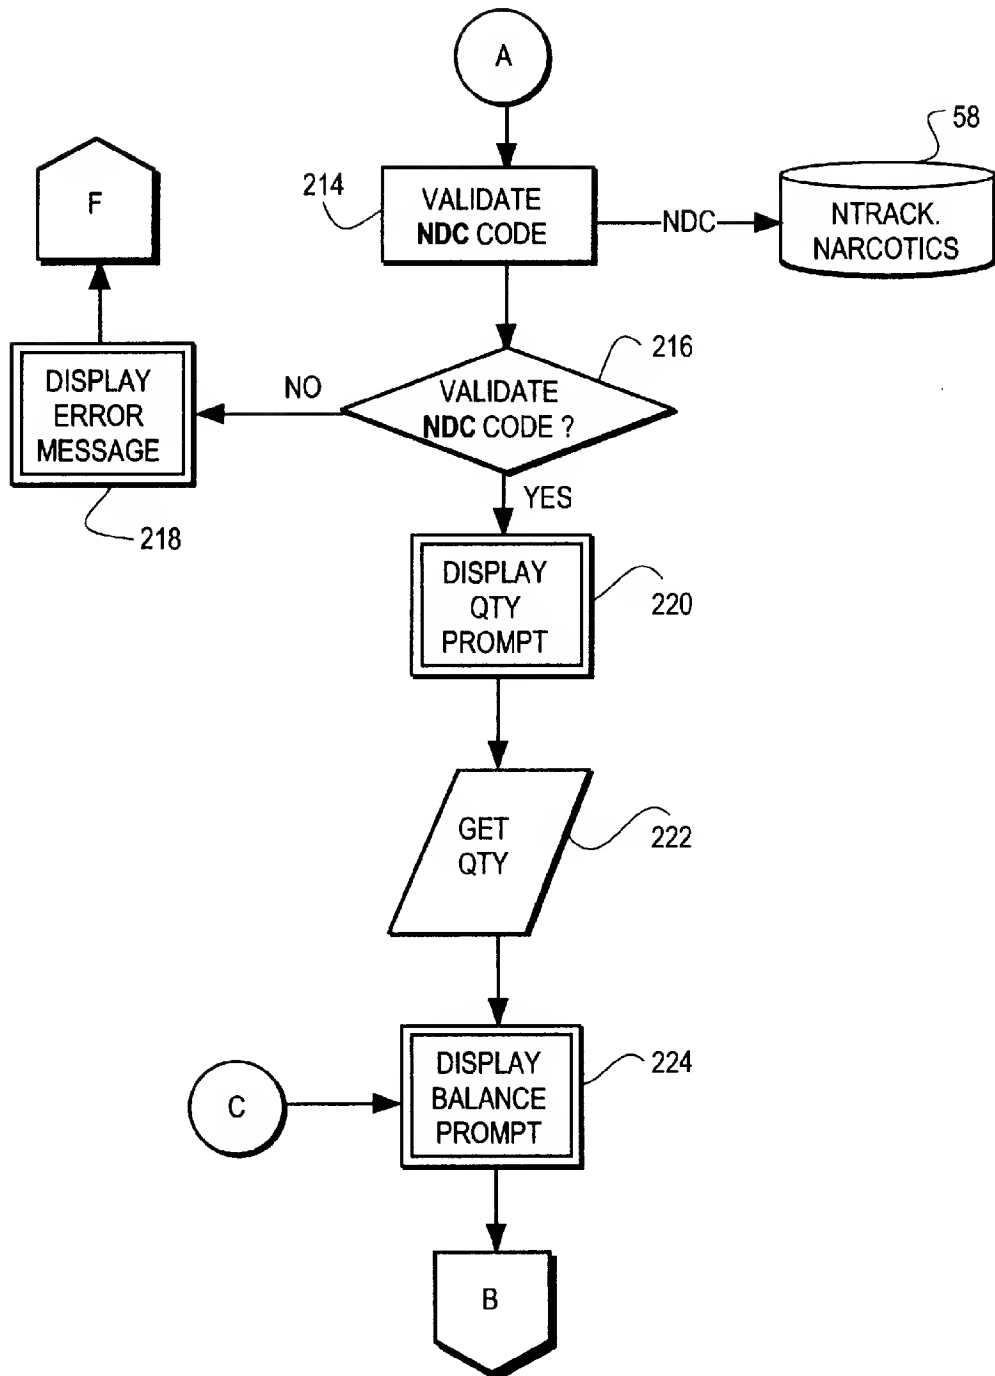 A
58
214
VALIDATE
NDC CODE
NDC
NTRACK.
NARCOTICS
F
216
VALIDATE
NDC CODE ?
NO
DISPLAY
ERROR
MESSAGE
218
YES
DISPLAY
QTY
PROMPT
220
GET
QTY
222
C
DISPLAY
BALANCE
PROMPT
224
B